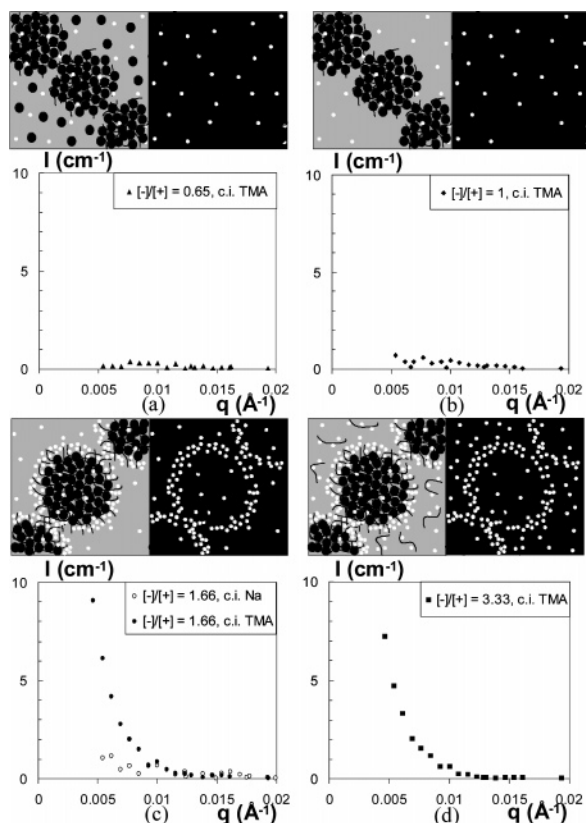 I (cm⁻¹)
10
▲ [-]/[+] = 0.65, c.i. TMA
5
0
0 0.005 0.01 0.015 0.02
(a) q (Å⁻¹)
I (cm⁻¹)
10
◆ [-]/[+] = 1, c.i. TMA
5
0
0 0.005 0.01 0.015 0.02
(b) q (Å⁻¹)
I (cm⁻¹)
10
○ [-]/[+] = 1.66, c.i. Na
• [-]/[+] = 1.66, c.i. TMA
5
0
0 0.005 0.01 0.015 0.02
(c) q (Å⁻¹)
I (cm⁻¹)
10
■ [-]/[+] = 3.33, c.i. TMA
5
0
0 0.005 0.01 0.015 0.02
(d) q (Å⁻¹)